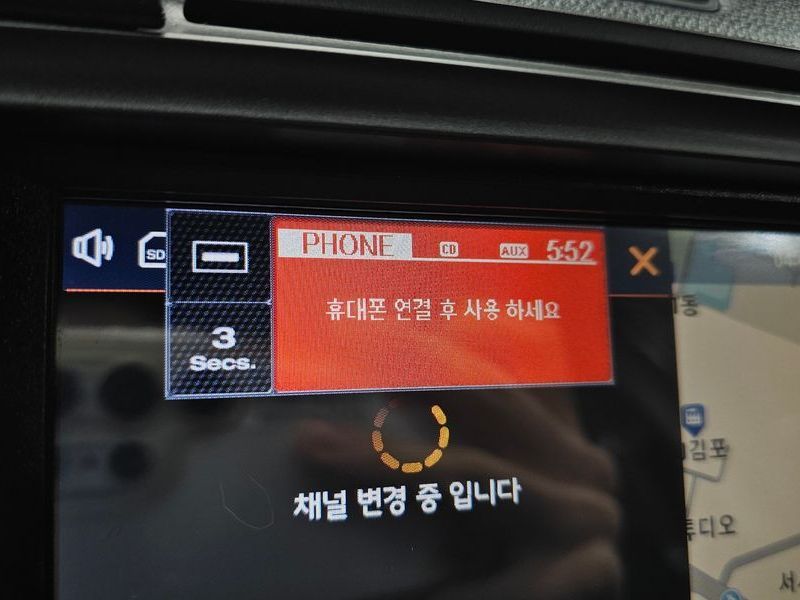 SD
PHONE CD AUX 5:52
휴대폰 연결 후 사용 하세요
3
Secs.
채널 변경 중 입니다
동
김포
튜디오